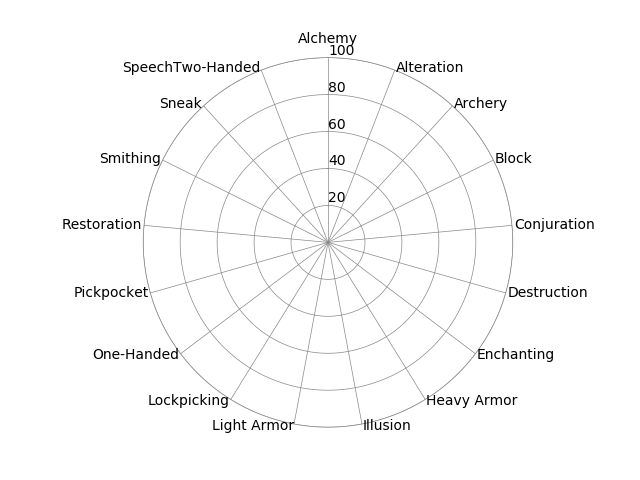 Alchemy
100
SpeechTwo-Handed
Alteration
80
Sneak
Archery
60
Smithing
Block
40
20
Restoration
Conjuration
Pickpocket
Destruction
One-Handed
Enchanting
Lockpicking
Heavy Armor
Light Armor
Illusion